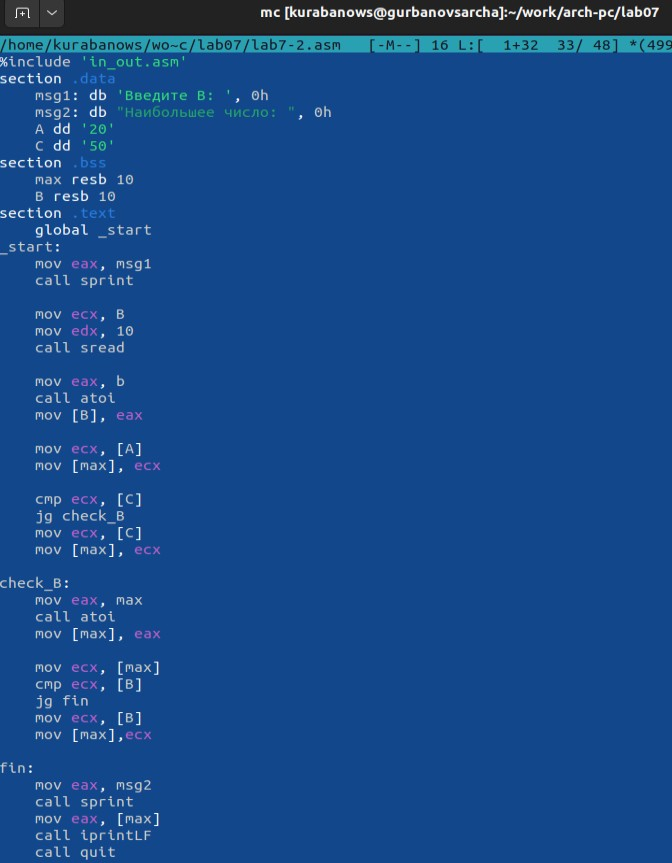 mc [kurabanows@gurbanovsarcha]:~/work/arch-pc/lab07
/home/kurabanows/wo~c/lab07/lab7-2.asm   [-M--] 16 L:[  1+32  33/ 48] *(499
%include 'in_out.asm'
section .data
    msg1: db 'Введите B: ', 0h
    msg2: db "Наибольшее число: ", 0h
    A dd '20'
    C dd '50'
section .bss
    max resb 10
    B resb 10
section .text
    global _start
_start:
    mov eax, msg1
    call sprint
    mov ecx, B
    mov edx, 10
    call sread
    mov eax, b
    call atoi
    mov [B], eax
    mov ecx, [A]
    mov [max], ecx
    cmp ecx, [C]
    jg check_B
    mov ecx, [C]
    mov [max], ecx
check_B:
    mov eax, max
    call atoi
    mov [max], eax
    mov ecx, [max]
    cmp ecx, [B]
    jg fin
    mov ecx, [B]
    mov [max],ecx
fin:
    mov eax, msg2
    call sprint
    mov eax, [max]
    call iprintLF
    call quit